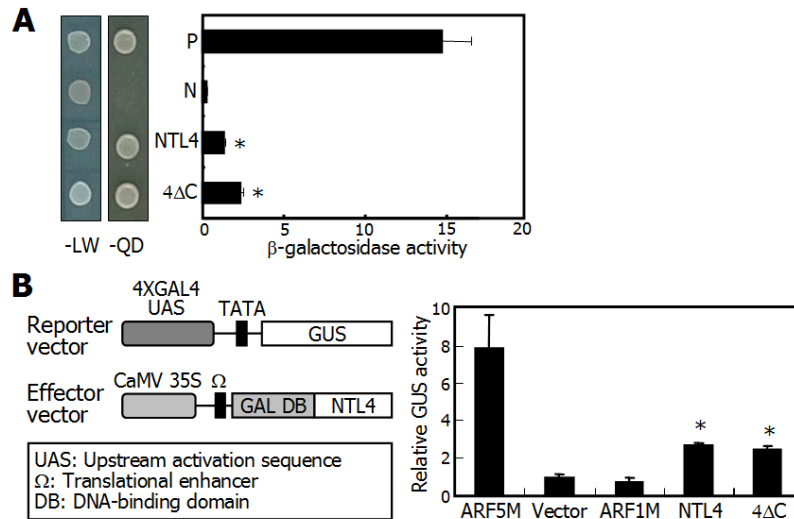 A
P
N
NTL4
*
4ΔC
*
0 5 10 15 20
-LW -QD
β-galactosidase activity
B
4XGAL4
UAS TATA
Reporter
vector
GUS
CaMV 35S Ω
Effector
vector
GAL DB NTL4
UAS: Upstream activation sequence
Ω: Translational enhancer
DB: DNA-binding domain
Relative GUS activity
10
8
6
4
2
0
* *
ARF5M Vector ARF1M NTL4 4ΔC